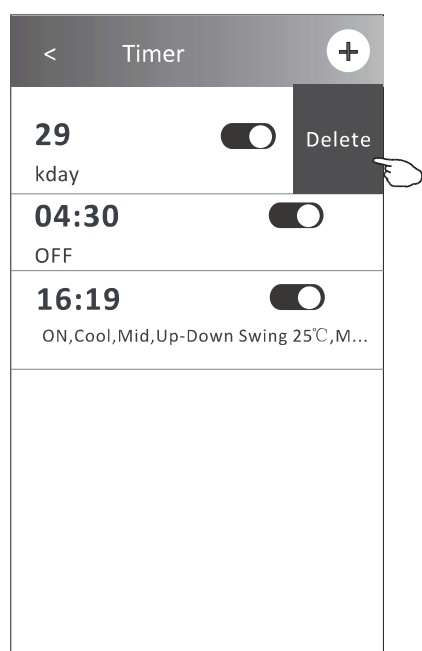 < Timer +
29
Delete
kday
04:30
OFF
16:19
ON,Cool,Mid,Up-Down Swing 25℃,M...